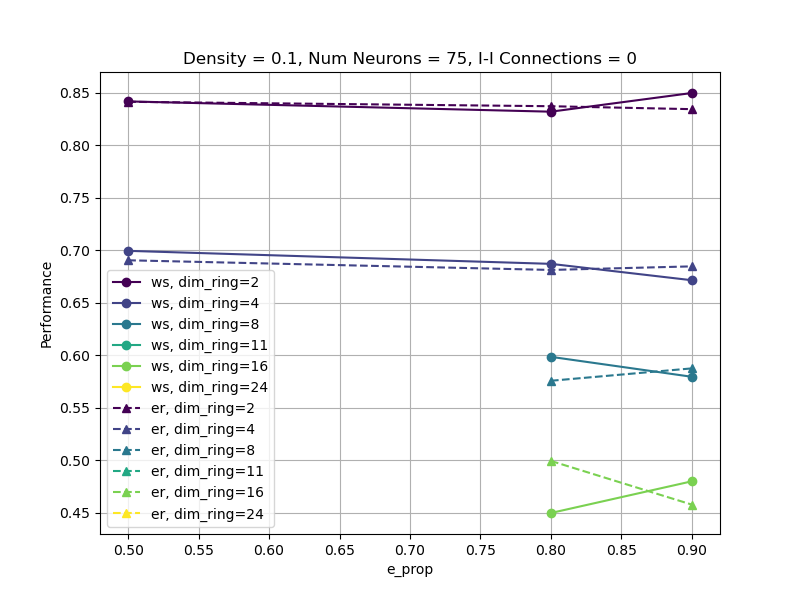 Density = 0.1, Num Neurons = 75, I-I Connections = 0
Performance
0.85
0.80
0.75
0.70
0.65
0.60
0.55
0.50
0.45
ws, dim_ring=2
ws, dim_ring=4
ws, dim_ring=8
ws, dim_ring=11
ws, dim_ring=16
ws, dim_ring=24
er, dim_ring=2
er, dim_ring=4
er, dim_ring=8
er, dim_ring=11
er, dim_ring=16
er, dim_ring=24
0.50 0.55 0.60 0.65 0.70 0.75 0.80 0.85 0.90
e_prop